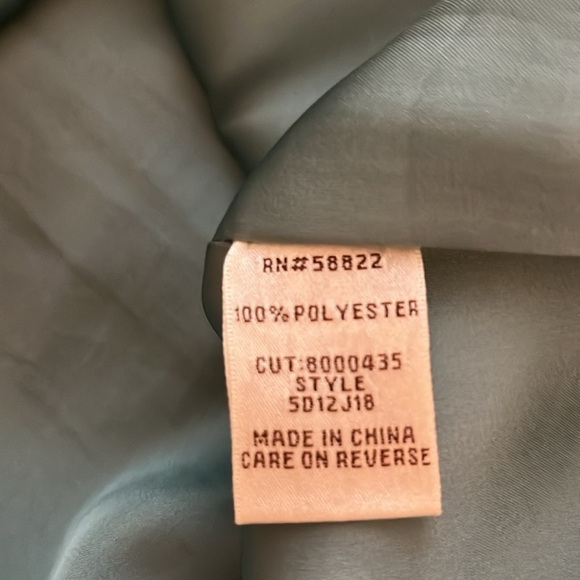 RN#58822
100% POLYESTER
CUT:8000435
STYLE
5D12J18
MADE IN CHINA
CARE ON REVERSE